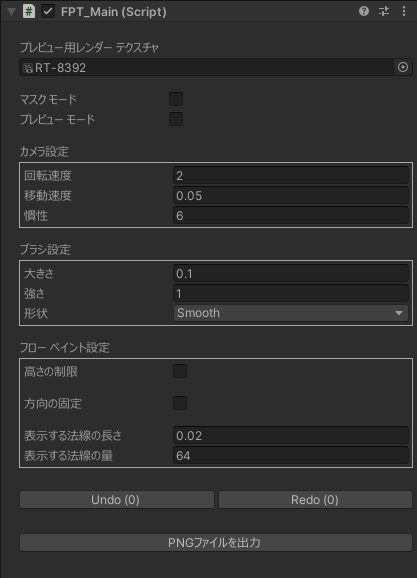 FPT_Main (Script)
プレビュー用レンダー テクスチャ
RT-8392
マスク モード
プレビュー モード
カメラ設定
回転速度 2
移動速度 0.05
慣性 6
ブラシ設定
大きさ 0.1
強さ 1
形状 Smooth
フロー ペイント設定
高さの制限
方向の固定
表示する法線の長さ 0.02
表示する法線の量 64
Undo (0) Redo (0)
PNGファイルを出力